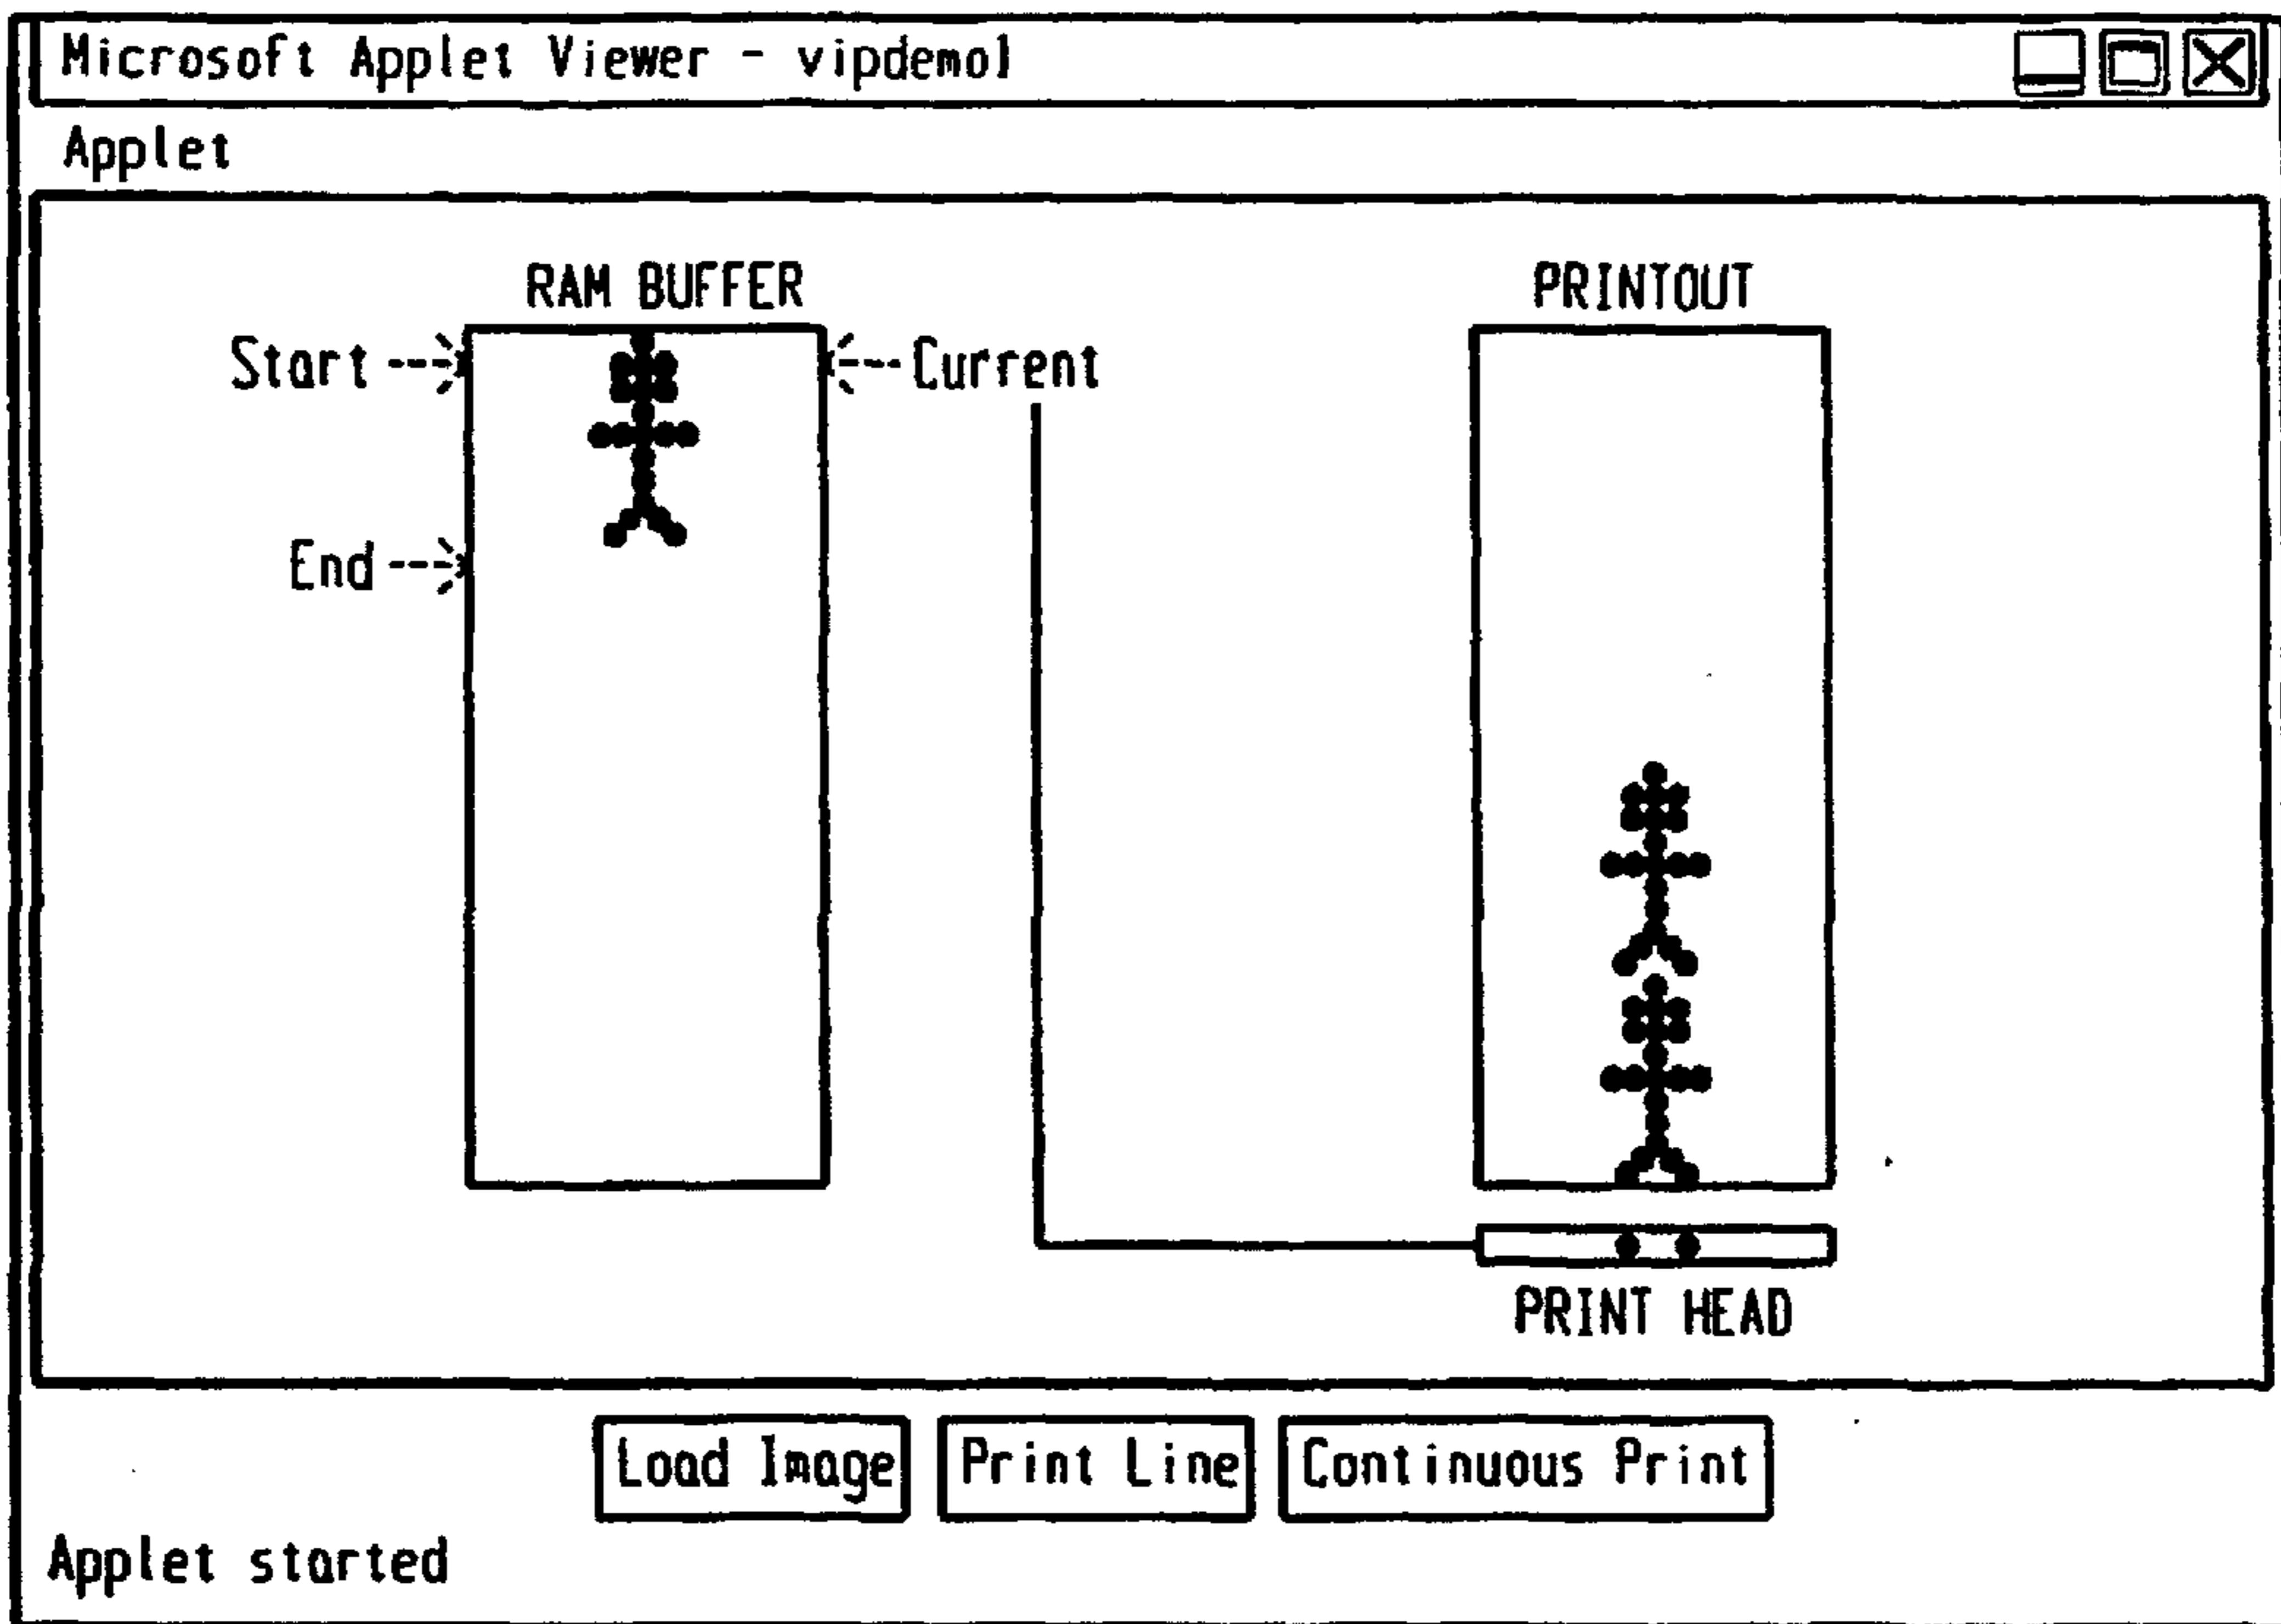 Microsoft Applet Viewer - vipdemo1
Applet
RAM BUFFER
PRINTOUT
Start
Current
End
PRINT HEAD
Load Image
Print Line
Continuous Print
Applet started